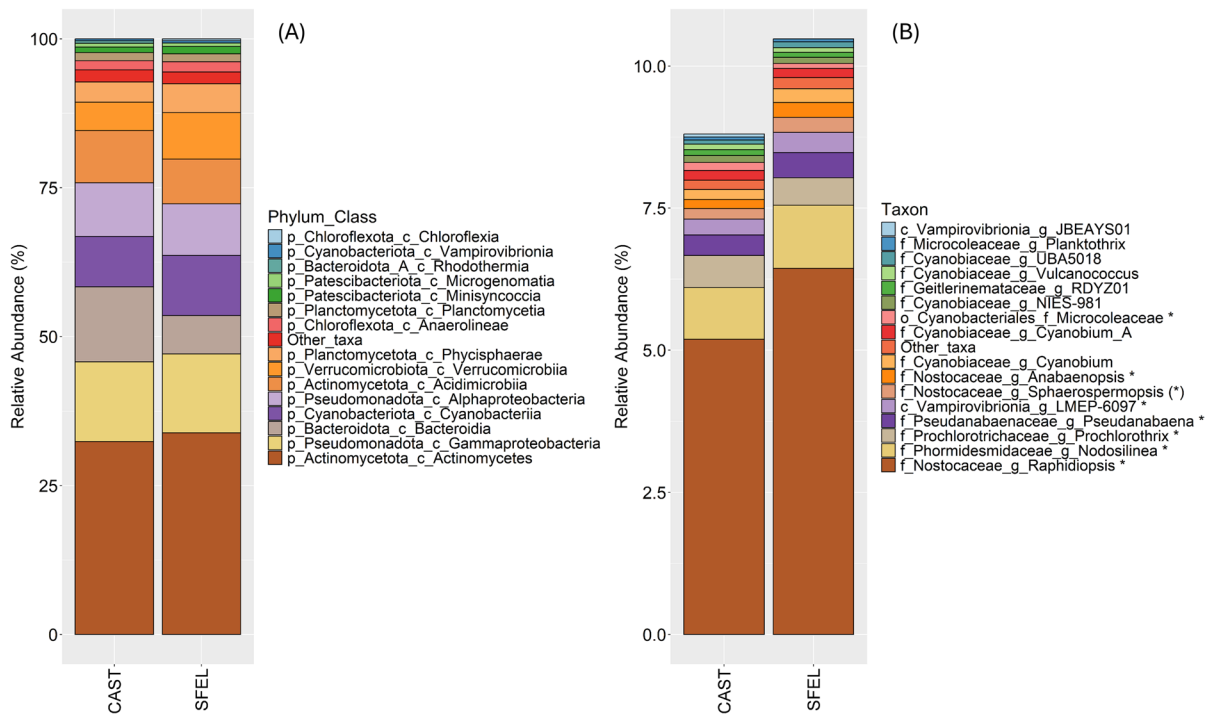 (A)
Relative Abundance (%)
100
75
50
25
0
CAST
SFEL
Phylum_Class
p_Chloroflexota_c_Chloroflexia
p_Cyanobacteriota_c_Vampirovibrionia
p_Bacteroidota_A_c_Rhodothermia
p_Patescibacteriota_c_Microgenomatia
p_Patescibacteriota_c_Minisyncoccia
p_Planctomycetota_c_Planctomycetia
p_Chloroflexota_c_Anaerolineae
Other_taxa
p_Planctomycetota_c_Phycisphaerae
p_Verrucomicrobiota_c_Verrucomicrobiia
p_Actinomycetota_c_Acidimicrobiia
p_Pseudomonadota_c_Alphaproteobacteria
p_Cyanobacteriota_c_Cyanobacteriia
p_Bacteroidota_c_Bacteroidia
p_Pseudomonadota_c_Gammaproteobacteria
p_Actinomycetota_c_Actinomycetes
(B)
Relative Abundance (%)
10.0
7.5
5.0
2.5
0.0
CAST
SFEL
Taxon
c_Vampirovibrionia_g_JBEAYS01
f_Microcoleaceae_g_Planktothrix
f_Cyanobiaceae_g_UBA5018
f_Cyanobiaceae_g_Vulcanococcus
f_Geitlerinemataceae_g_RDYZ01
f_Cyanobiaceae_g_NIES-981
o_Cyanobacteriales_f_Microcoleaceae *
f_Cyanobiaceae_g_Cyanobium_A
Other_taxa
f_Cyanobiaceae_g_Cyanobium
f_Nostocaceae_g_Anabaenopsis *
f_Nostocaceae_g_Sphaerospermopsis (*)
c_Vampirovibrionia_g_LMEP-6097 *
f_Pseudanabaenaceae_g_Pseudanabaena *
f_Prochlorotrichaceae_g_Prochlorothrix *
f_Phormidesmidaceae_g_Nodosilinea *
f_Nostocaceae_g_Raphidiopsis *